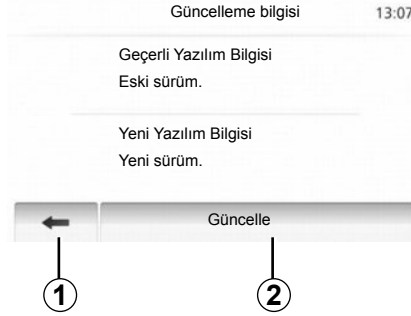 Güncelleme bilgisi 13:07
Geçerli Yazılım Bilgisi
Eski sürüm.
Yeni Yazılım Bilgisi
Yeni sürüm.
Güncelle
1 2